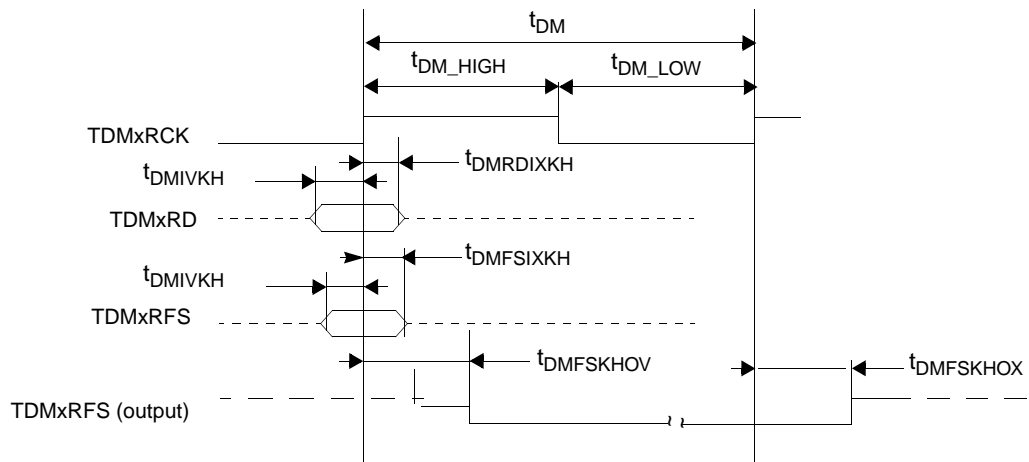 tDM
tDM_HIGH
tDM_LOW
TDMxRCK
tDMRDIXKH
tDMIVKH
TDMxRD
tDMFSIXKH
tDMIVKH
TDMxRFS
tDMFSKHOV
tDMFSKHOX
TDMxRFS (output)